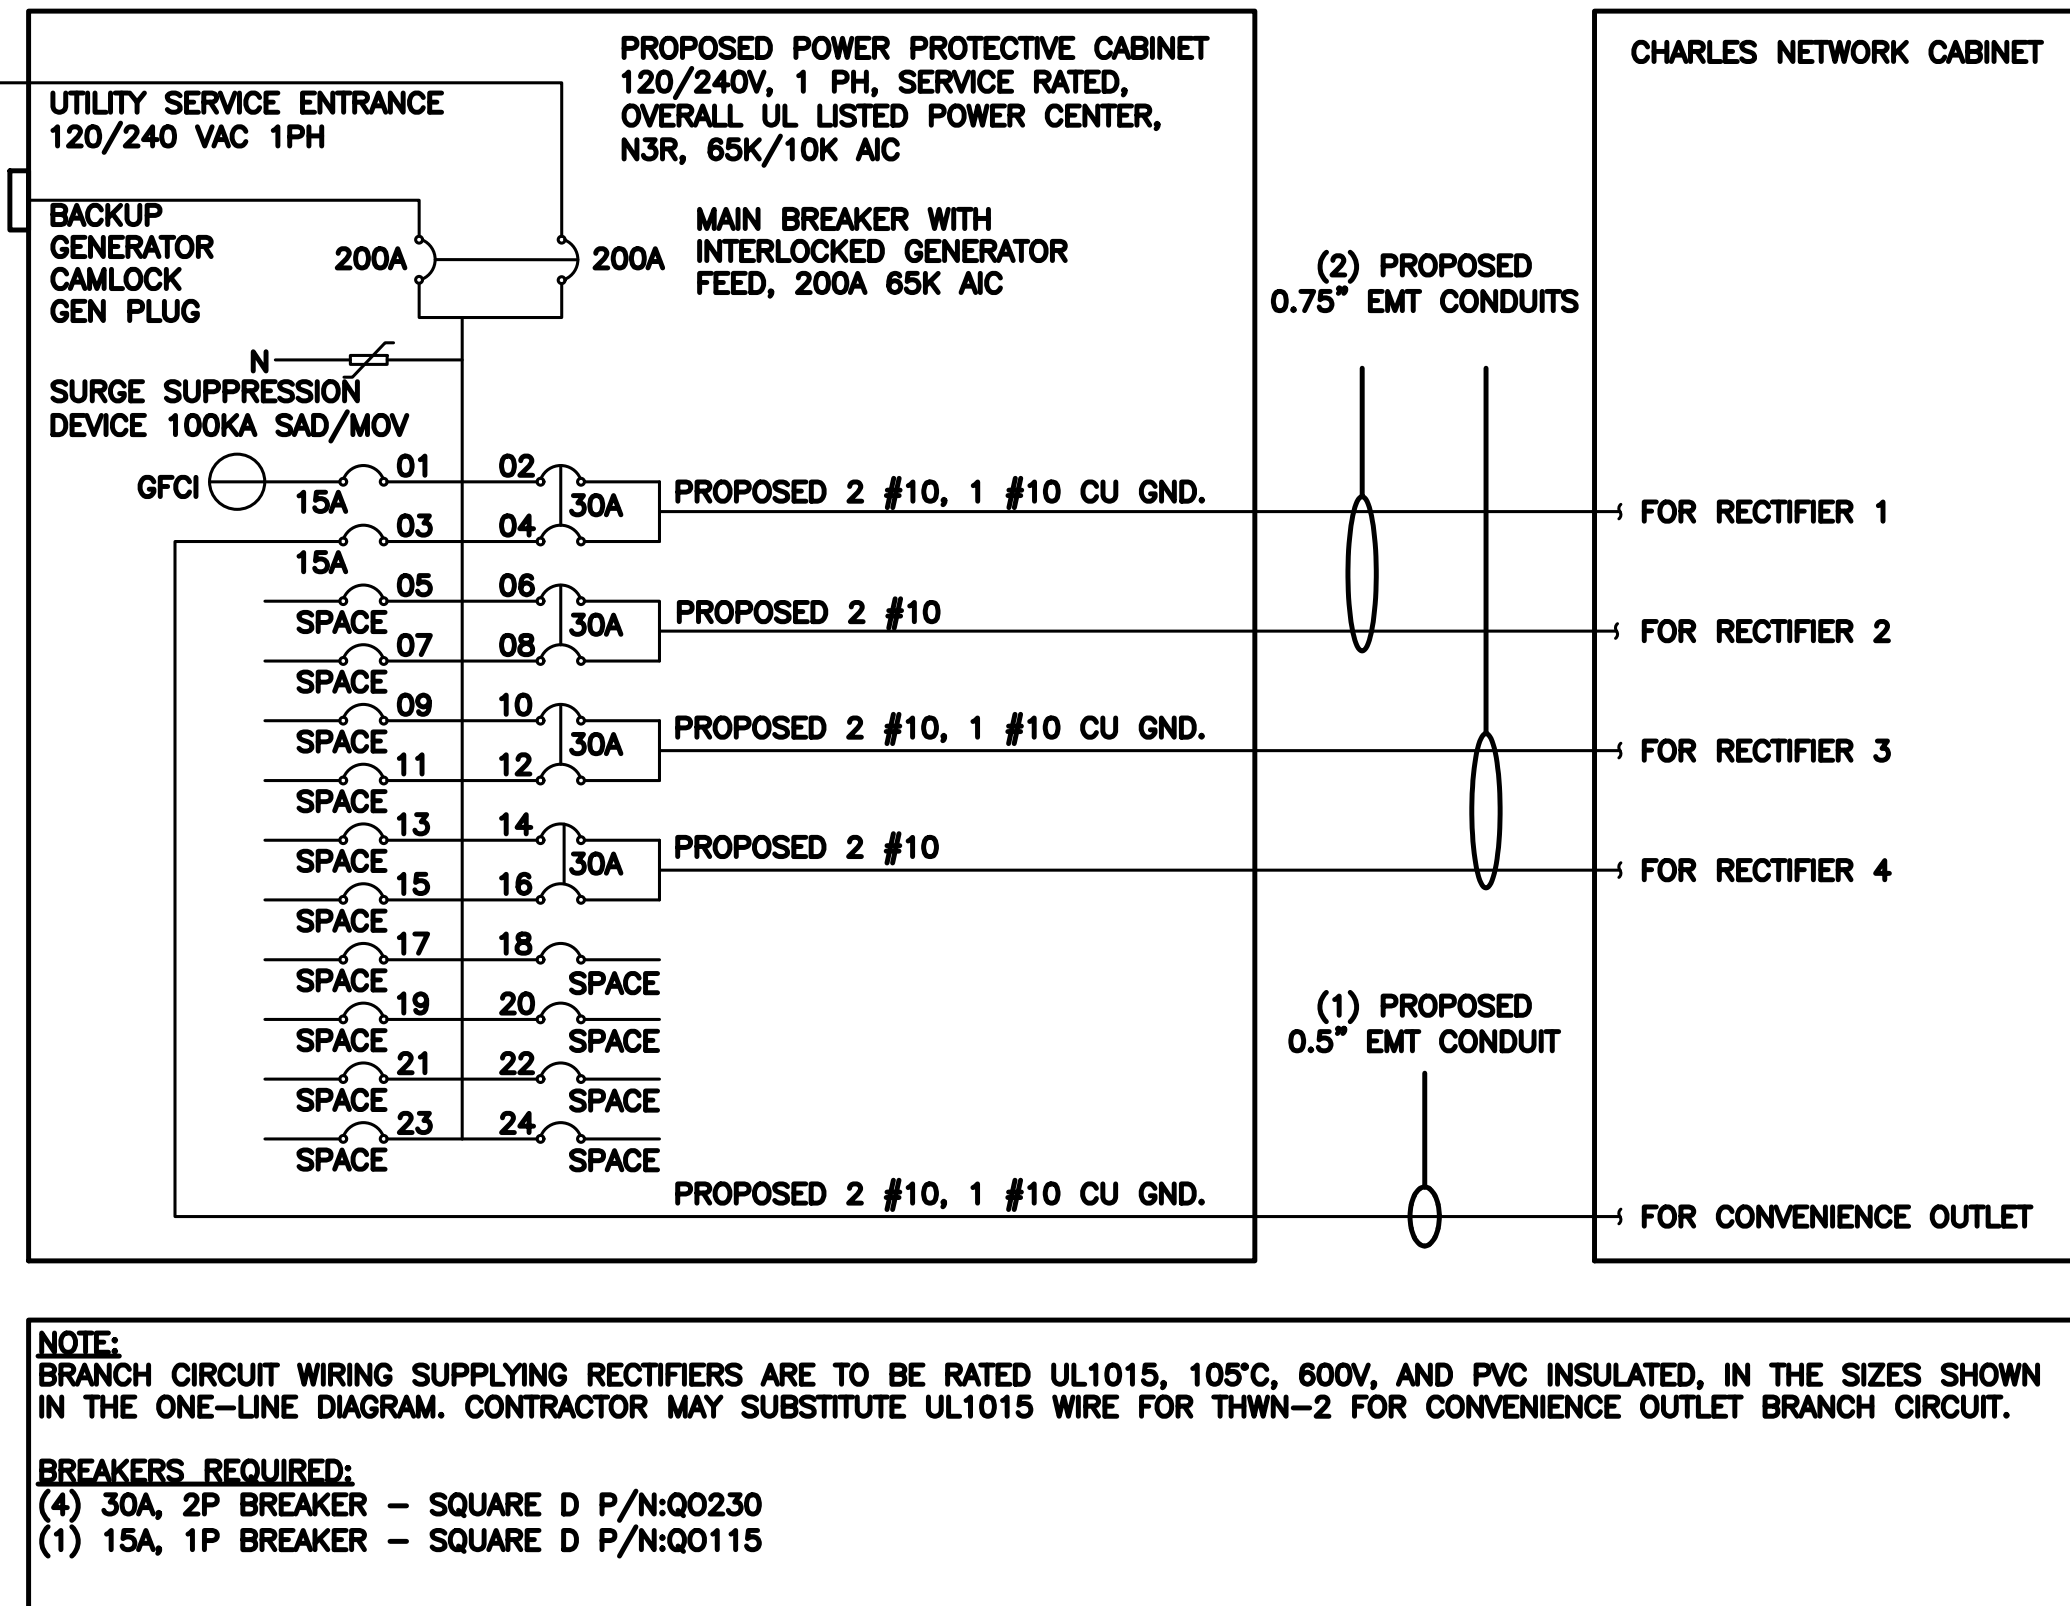 PROPOSED POWER PROTECTIVE CABINET
120/240V, 1 PH, SERVICE RATED,
OVERALL UL LISTED POWER CENTER,
N3R, 65K/10K AIC
CHARLES NETWORK CABINET
UTILITY SERVICE ENTRANCE
120/240 VAC 1PH
BACKUP
GENERATOR
CAMLOCK
GEN PLUG
200A
200A
MAIN BREAKER WITH
INTERLOCKED GENERATOR
FEED, 200A 65K AIC
(2) PROPOSED
0.75" EMT CONDUITS
N
SURGE SUPPRESSION
DEVICE 100KA SAD/MOV
GFCI
15A
01
02
30A
PROPOSED 2 #10, 1 #10 CU GND.
FOR RECTIFIER 1
15A
03
04
SPACE
05
06
30A
PROPOSED 2 #10
FOR RECTIFIER 2
SPACE
07
08
SPACE
09
10
30A
PROPOSED 2 #10, 1 #10 CU GND.
FOR RECTIFIER 3
SPACE
11
12
SPACE
13
14
30A
PROPOSED 2 #10
FOR RECTIFIER 4
SPACE
15
16
SPACE
17
18
SPACE
SPACE
19
20
SPACE
SPACE
21
22
SPACE
SPACE
23
24
SPACE
(1) PROPOSED
0.5" EMT CONDUIT
PROPOSED 2 #10, 1 #10 CU GND.
FOR CONVENIENCE OUTLET
NOTE:
BRANCH CIRCUIT WIRING SUPPLYING RECTIFIERS ARE TO BE RATED UL1015, 105°C, 600V, AND PVC INSULATED, IN THE SIZES SHOWN
IN THE ONE-LINE DIAGRAM. CONTRACTOR MAY SUBSTITUTE UL1015 WIRE FOR THWN-2 FOR CONVENIENCE OUTLET BRANCH CIRCUIT.
BREAKERS REQUIRED:
(4) 30A, 2P BREAKER - SQUARE D P/N:QO230
(1) 15A, 1P BREAKER - SQUARE D P/N:QO115